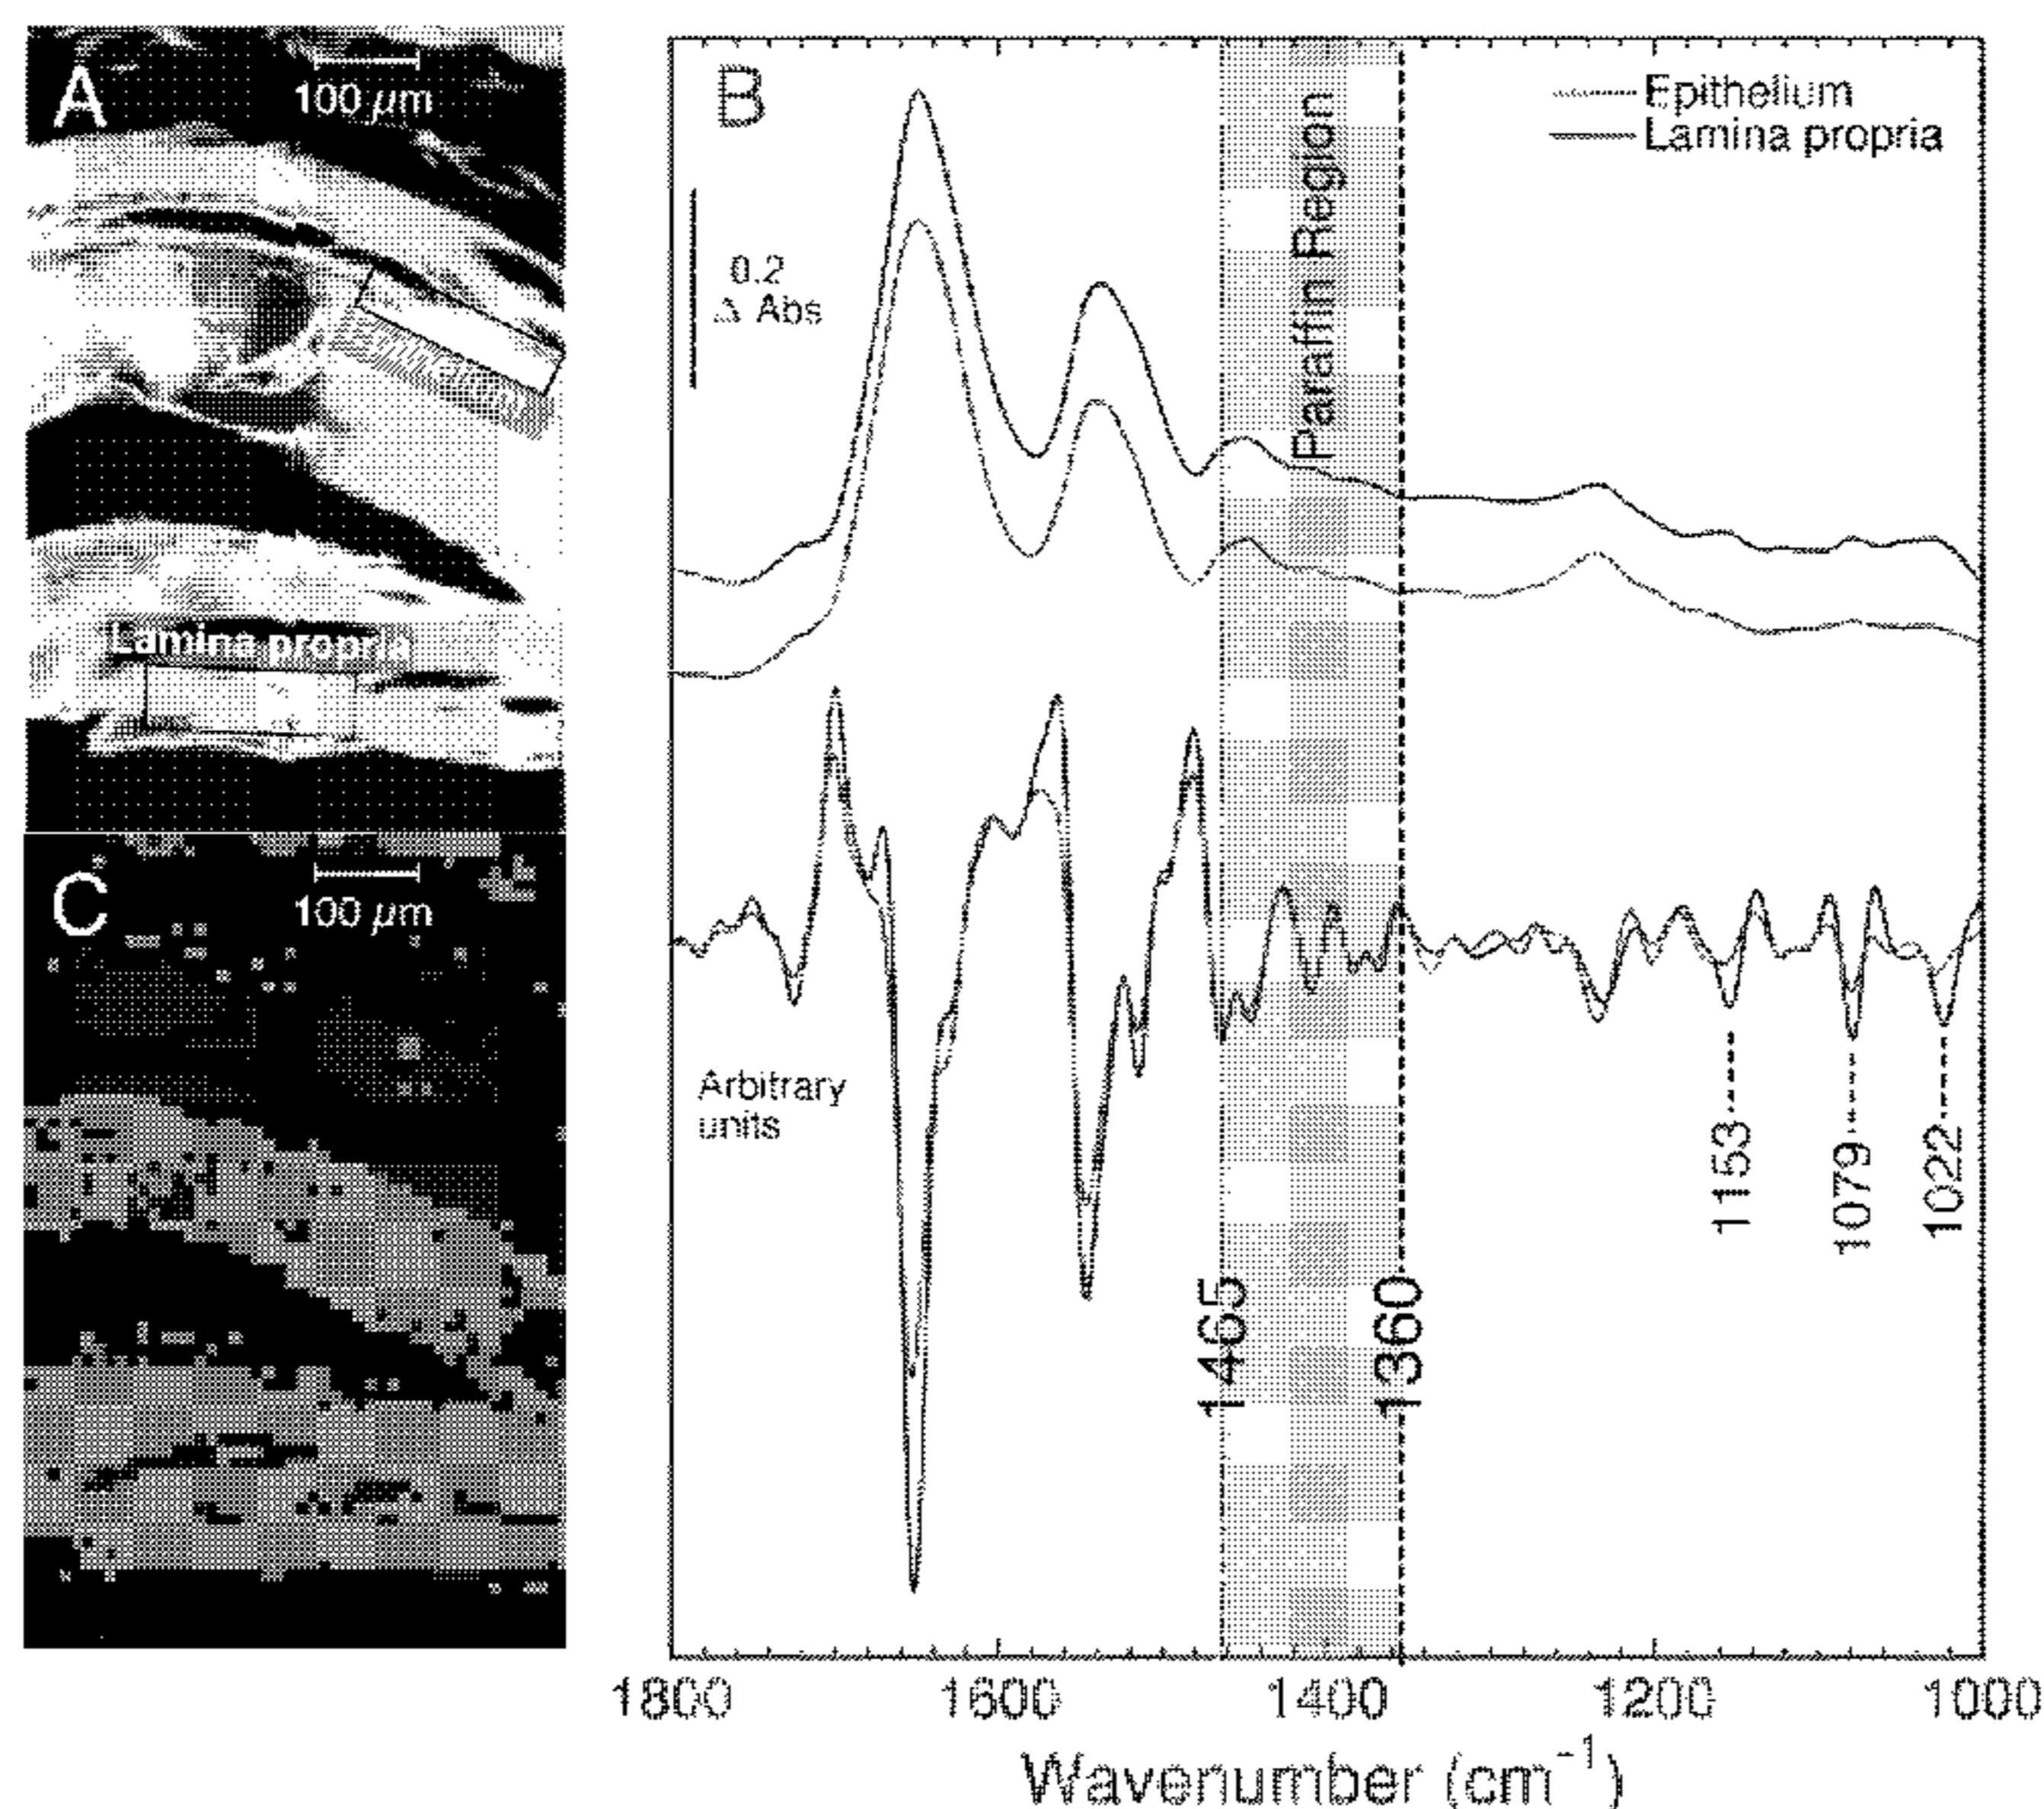 A
100 µm
Epithelium
Lamina propria
C
100 µm
B
Epithelium
Lamina propria
Paraffin Region
0.2
Δ Abs
Arbitrary
units
1465
1360
1153
1079
1022
1800
1600
1400
1200
1000
Wavenumber (cm⁻¹)